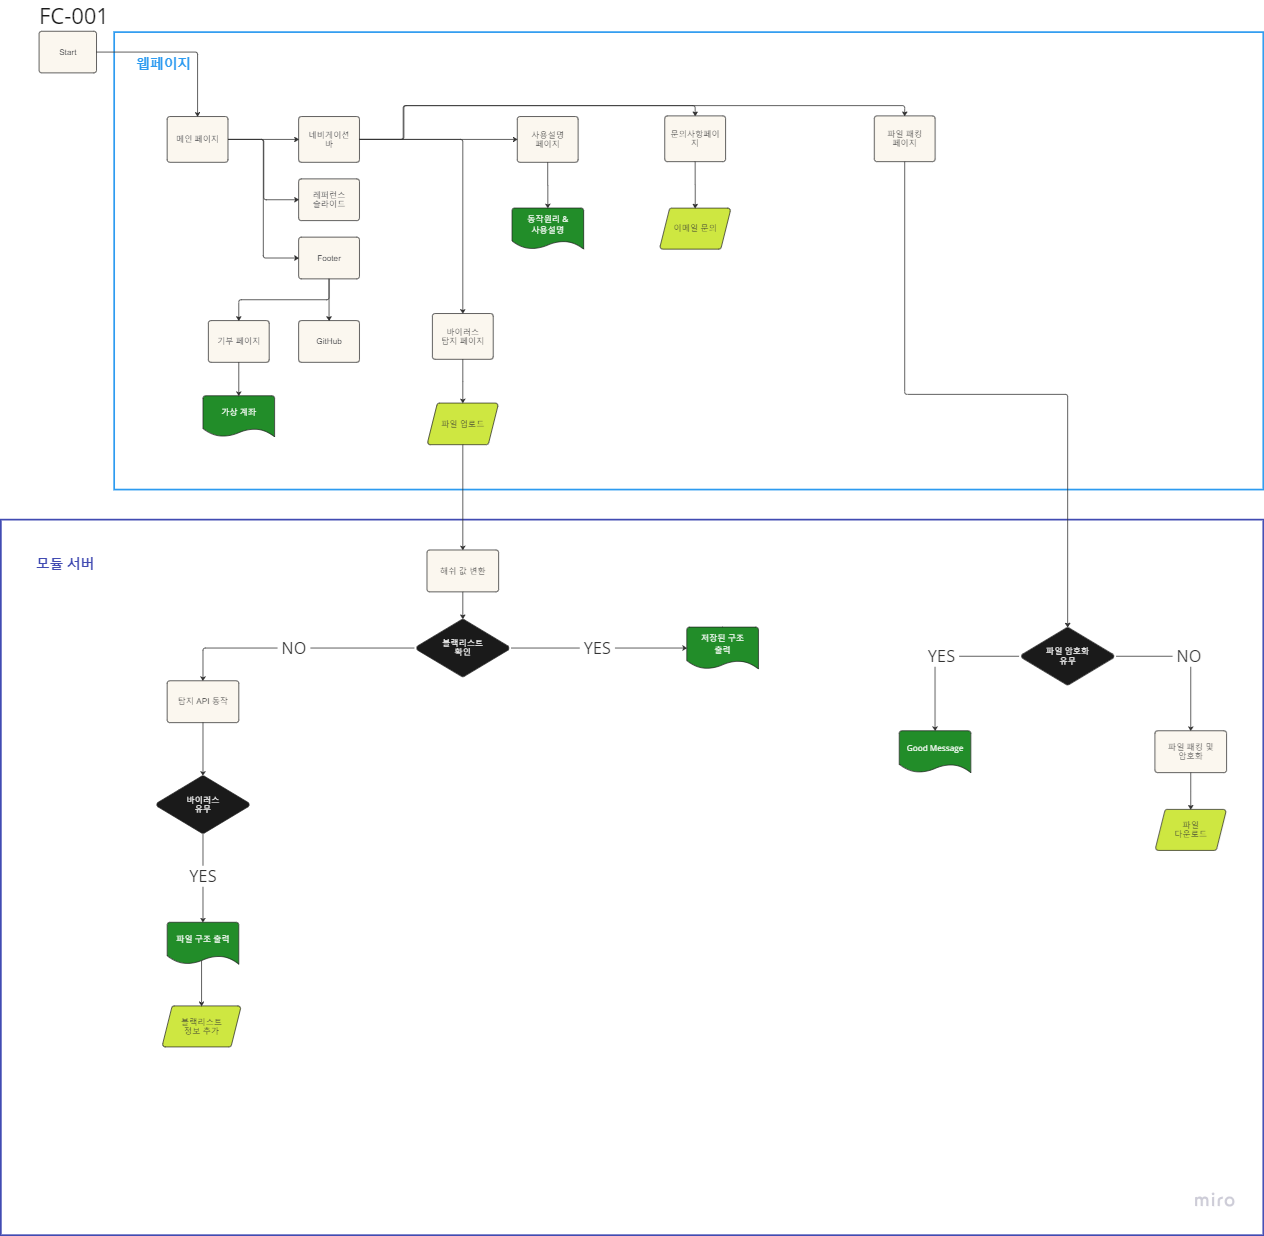 FC-001
Start
웹페이지
메인 페이지
네비게이션
바
사용설명
페이지
문의사항페이
지
파일 패킹
페이지
레퍼런스
슬라이드
동작원리 &
사용설명
이메일 문의
Footer
기부 페이지
GitHub
바이러스
탐지 페이지
가상 계좌
파일 업로드
모듈 서버
해쉬 값 변환
블랙리스트
확인
NO
YES
저장된 구조
출력
파일 암호화
유무
YES
NO
탐지 API 동작
Good Message
파일 패킹 및
암호화
바이러스
유무
파일
다운로드
YES
파일 구조 출력
블랙리스트
정보 추가
miro